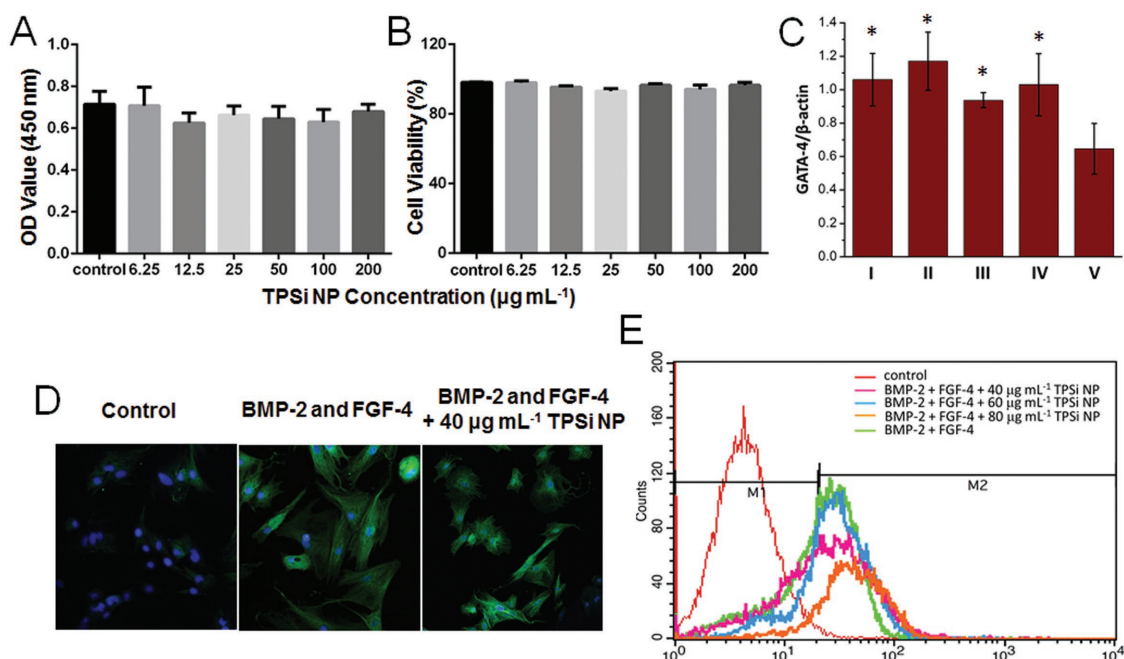 A
OD Value (450 nm)
1.0
0.8
0.6
0.4
0.2
0.0
control 6.25 12.5 25 50 100 200
B
Cell Viability (%)
120
80
40
0
control 6.25 12.5 25 50 100 200
TPSi NP Concentration (µg mL⁻¹)
C
GATA-4/β-actin
1.4
1.2
1.0
0.8
0.6
0.4
0.2
0.0
* * * *
I II III IV V
D
Control
BMP-2 and FGF-4
BMP-2 and FGF-4
+ 40 µg mL⁻¹ TPSi NP
E
Counts
200
160
120
80
40
0
control
BMP-2 + FGF-4 + 40 µg mL⁻¹ TPSi NP
BMP-2 + FGF-4 + 60 µg mL⁻¹ TPSi NP
BMP-2 + FGF-4 + 80 µg mL⁻¹ TPSi NP
BMP-2 + FGF-4
M
M2
10⁰ 10¹ 10² 10³ 10⁴